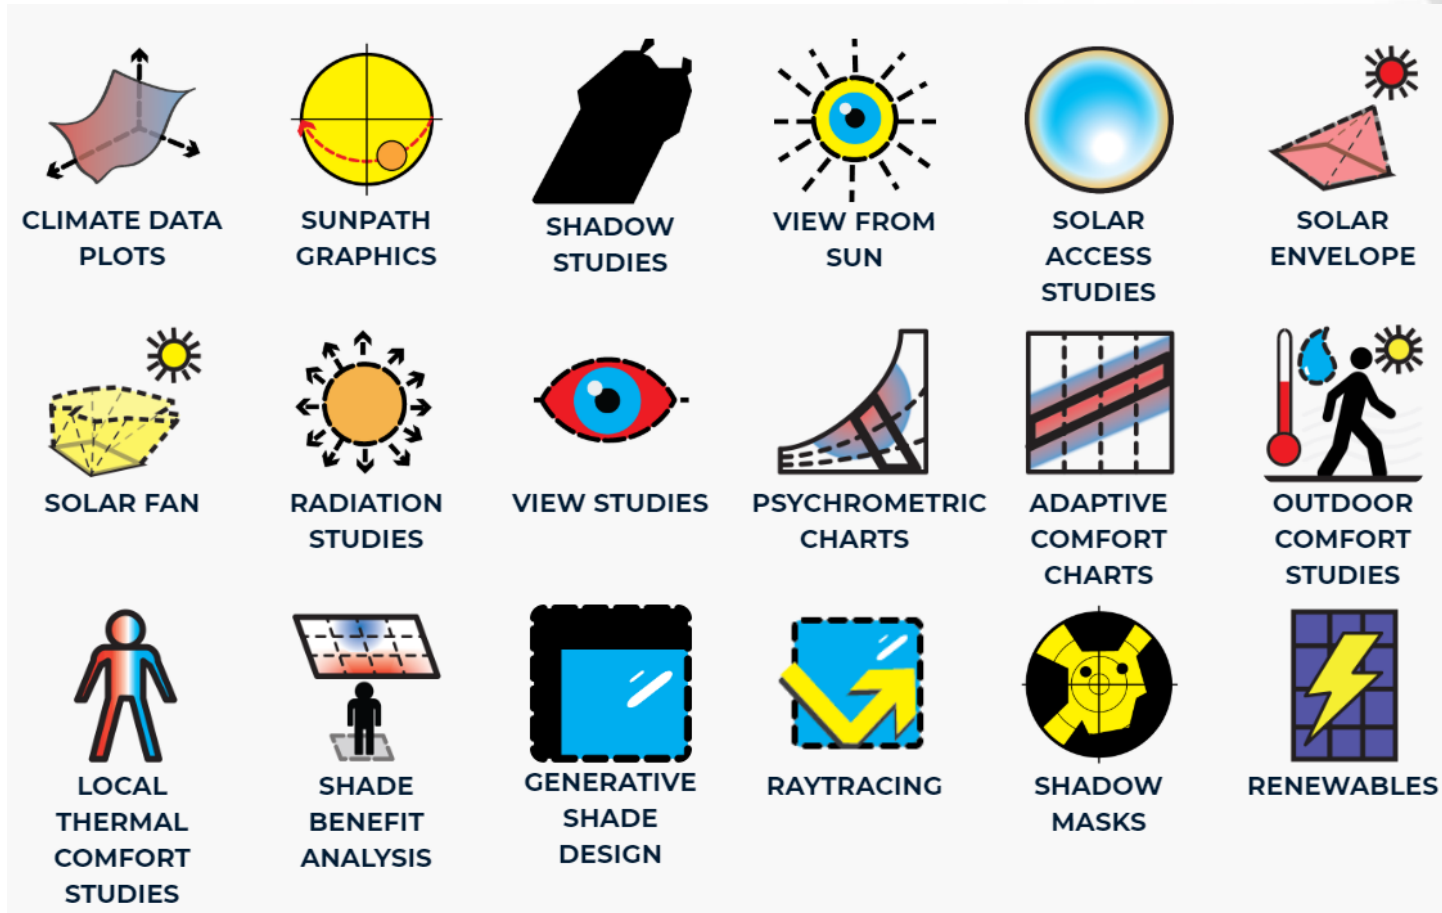 CLIMATE DATA
PLOTS
SUNPATH
GRAPHICS
SHADOW
STUDIES
VIEW FROM
SUN
SOLAR
ACCESS
STUDIES
SOLAR
ENVELOPE
SOLAR FAN
RADIATION
STUDIES
VIEW STUDIES
PSYCHROMETRIC
CHARTS
ADAPTIVE
COMFORT
CHARTS
OUTDOOR
COMFORT
STUDIES
LOCAL
THERMAL
COMFORT
STUDIES
SHADE
BENEFIT
ANALYSIS
GENERATIVE
SHADE
DESIGN
RAYTRACING
SHADOW
MASKS
RENEWABLES